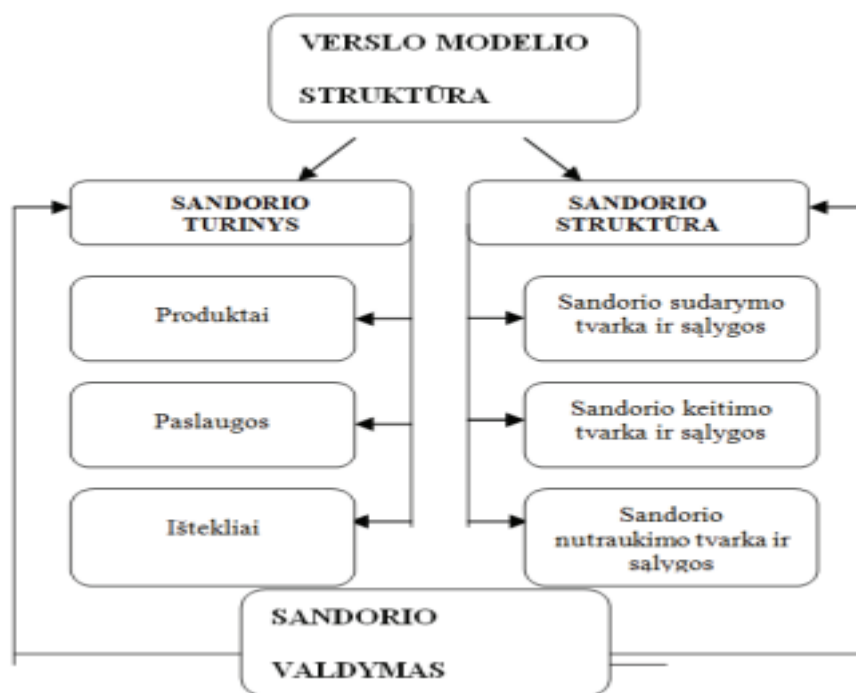 VERSLO MODELIO
STRUKTŪRA
SANDORIO
TURINYS
Produktai
Paslaugos
Ištekliai
SANDORIO
STRUKTŪRA
Sandorio sudarymo
tvarka ir sąlygos
Sandorio keitimo
tvarka ir sąlygos
Sandorio
nutraukimo tvarka ir
sąlygos
SANDORIO
VALDYMAS